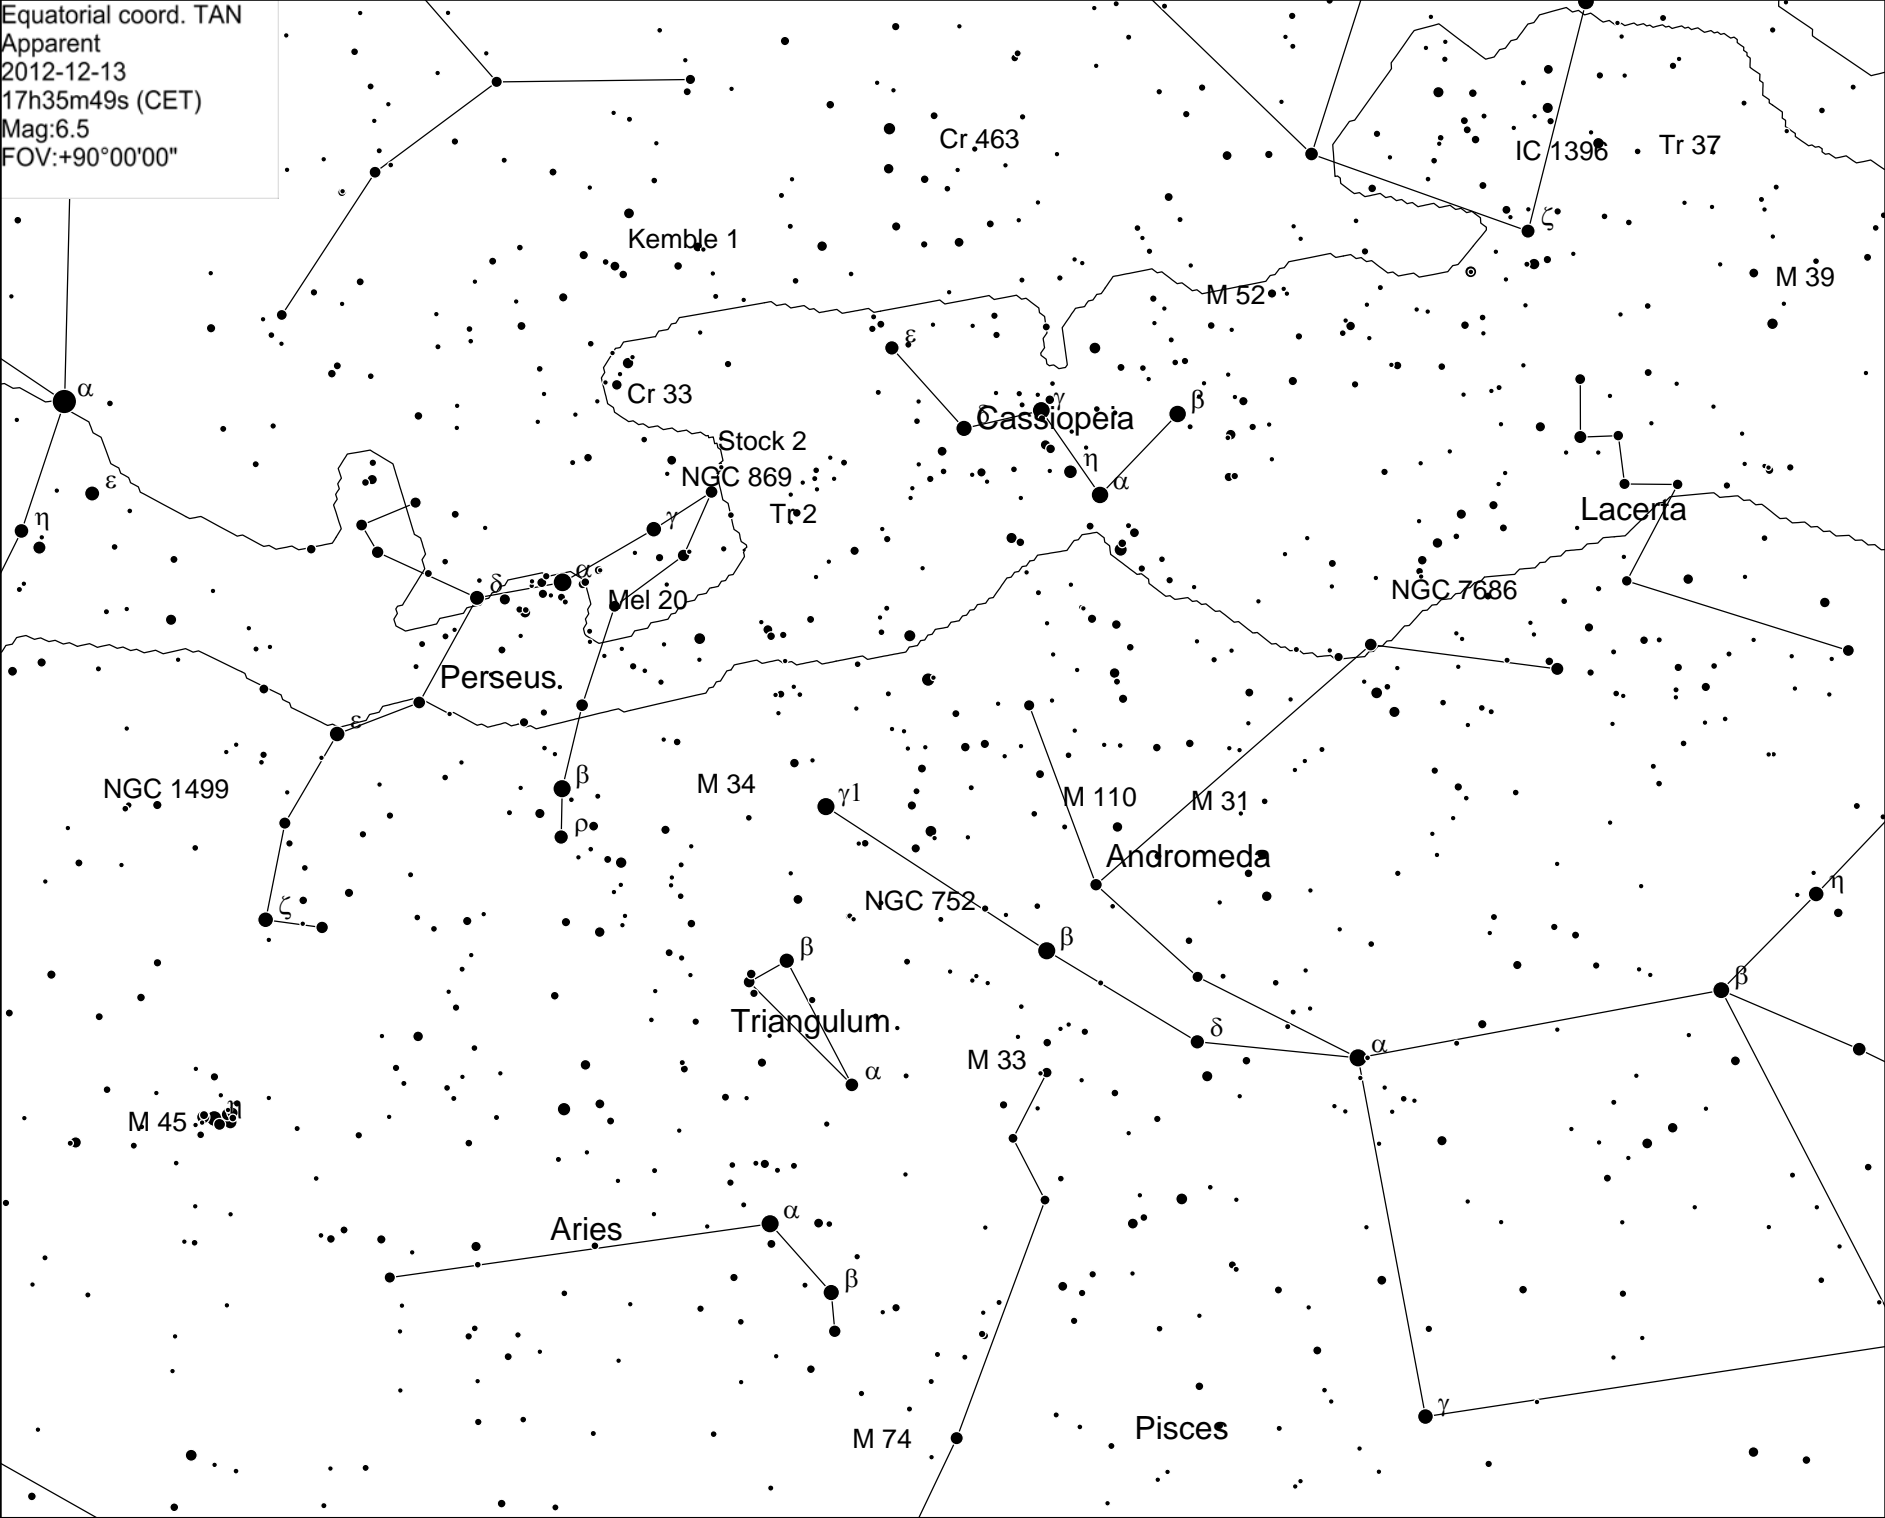 Equatorial coord. TAN
Apparent
2012-12-13
17h35m49s (CET)
Mag:6.5
FOV:+90°00'00"
Cr 463
IC 1396
Tr 37
ζ
Kemble 1
M 39
M 52
ε
α
Cr 33
δ
γ
Cassiopeia
β
Stock 2
η
α
NGC 869
ε
Tr 2
Lacerta
η
γ
δ
α
Mel 20
NGC 7686
Perseus
ε
NGC 1499
β
M 34
γ1
M 110
M 31
ρ
Andromeda
ζ
NGC 752
η
β
β
β
Triangulum
δ
α
M 33
α
M 45
η
α
Aries
β
γ
M 74
Pisces